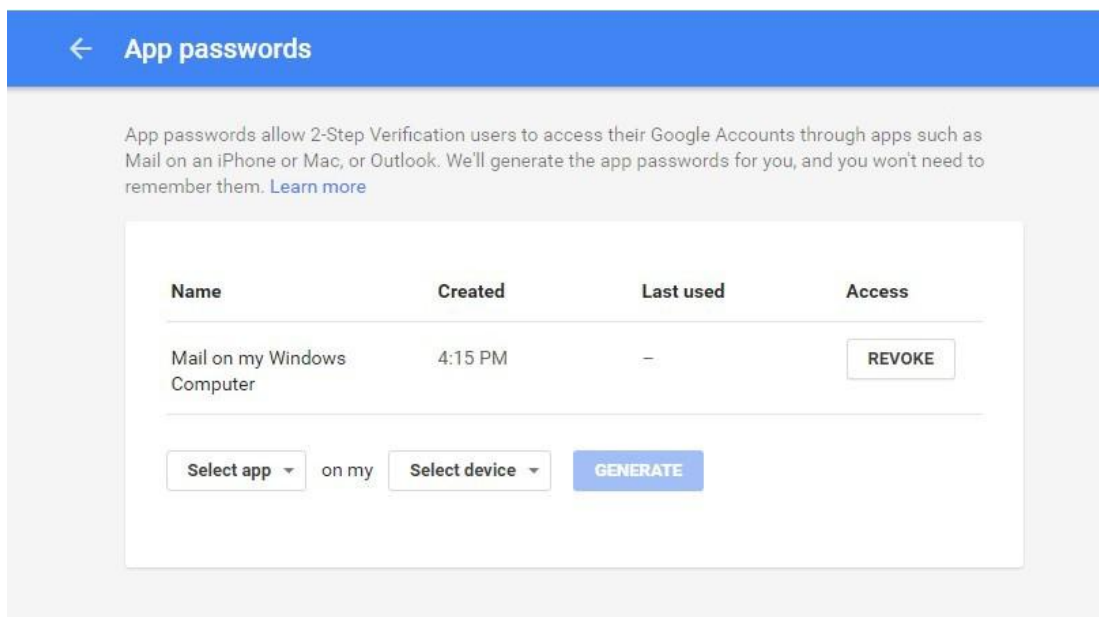 App passwords
App passwords allow 2-Step Verification users to access their Google Accounts through apps such as
Mail on an iPhone or Mac, or Outlook. We'll generate the app passwords for you, and you won't need to
remember them. Learn more
Name Created Last used Access
Mail on my Windows 4:15 PM – REVOKE
Computer
Select app on my Select device GENERATE